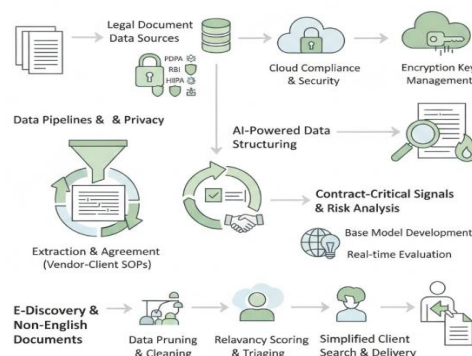 Legal Document
Data Sources
PDPA
RBI
HIIPA
Cloud Compliance
& Security
Encryption Key
Management
Data Pipelines & & Privacy
AI-Powered Data
Structuring
Extraction & Agreement
(Vendor-Client SOPs)
Contract-Critical Signals
& Risk Analysis
Base Model Development
Real-time Evaluation
E-Discovery &
Non-English
Documents
Data Pruning
& Cleaning
Relavancy Scoring
& Triaging
Simplified Client
Search & Delivery